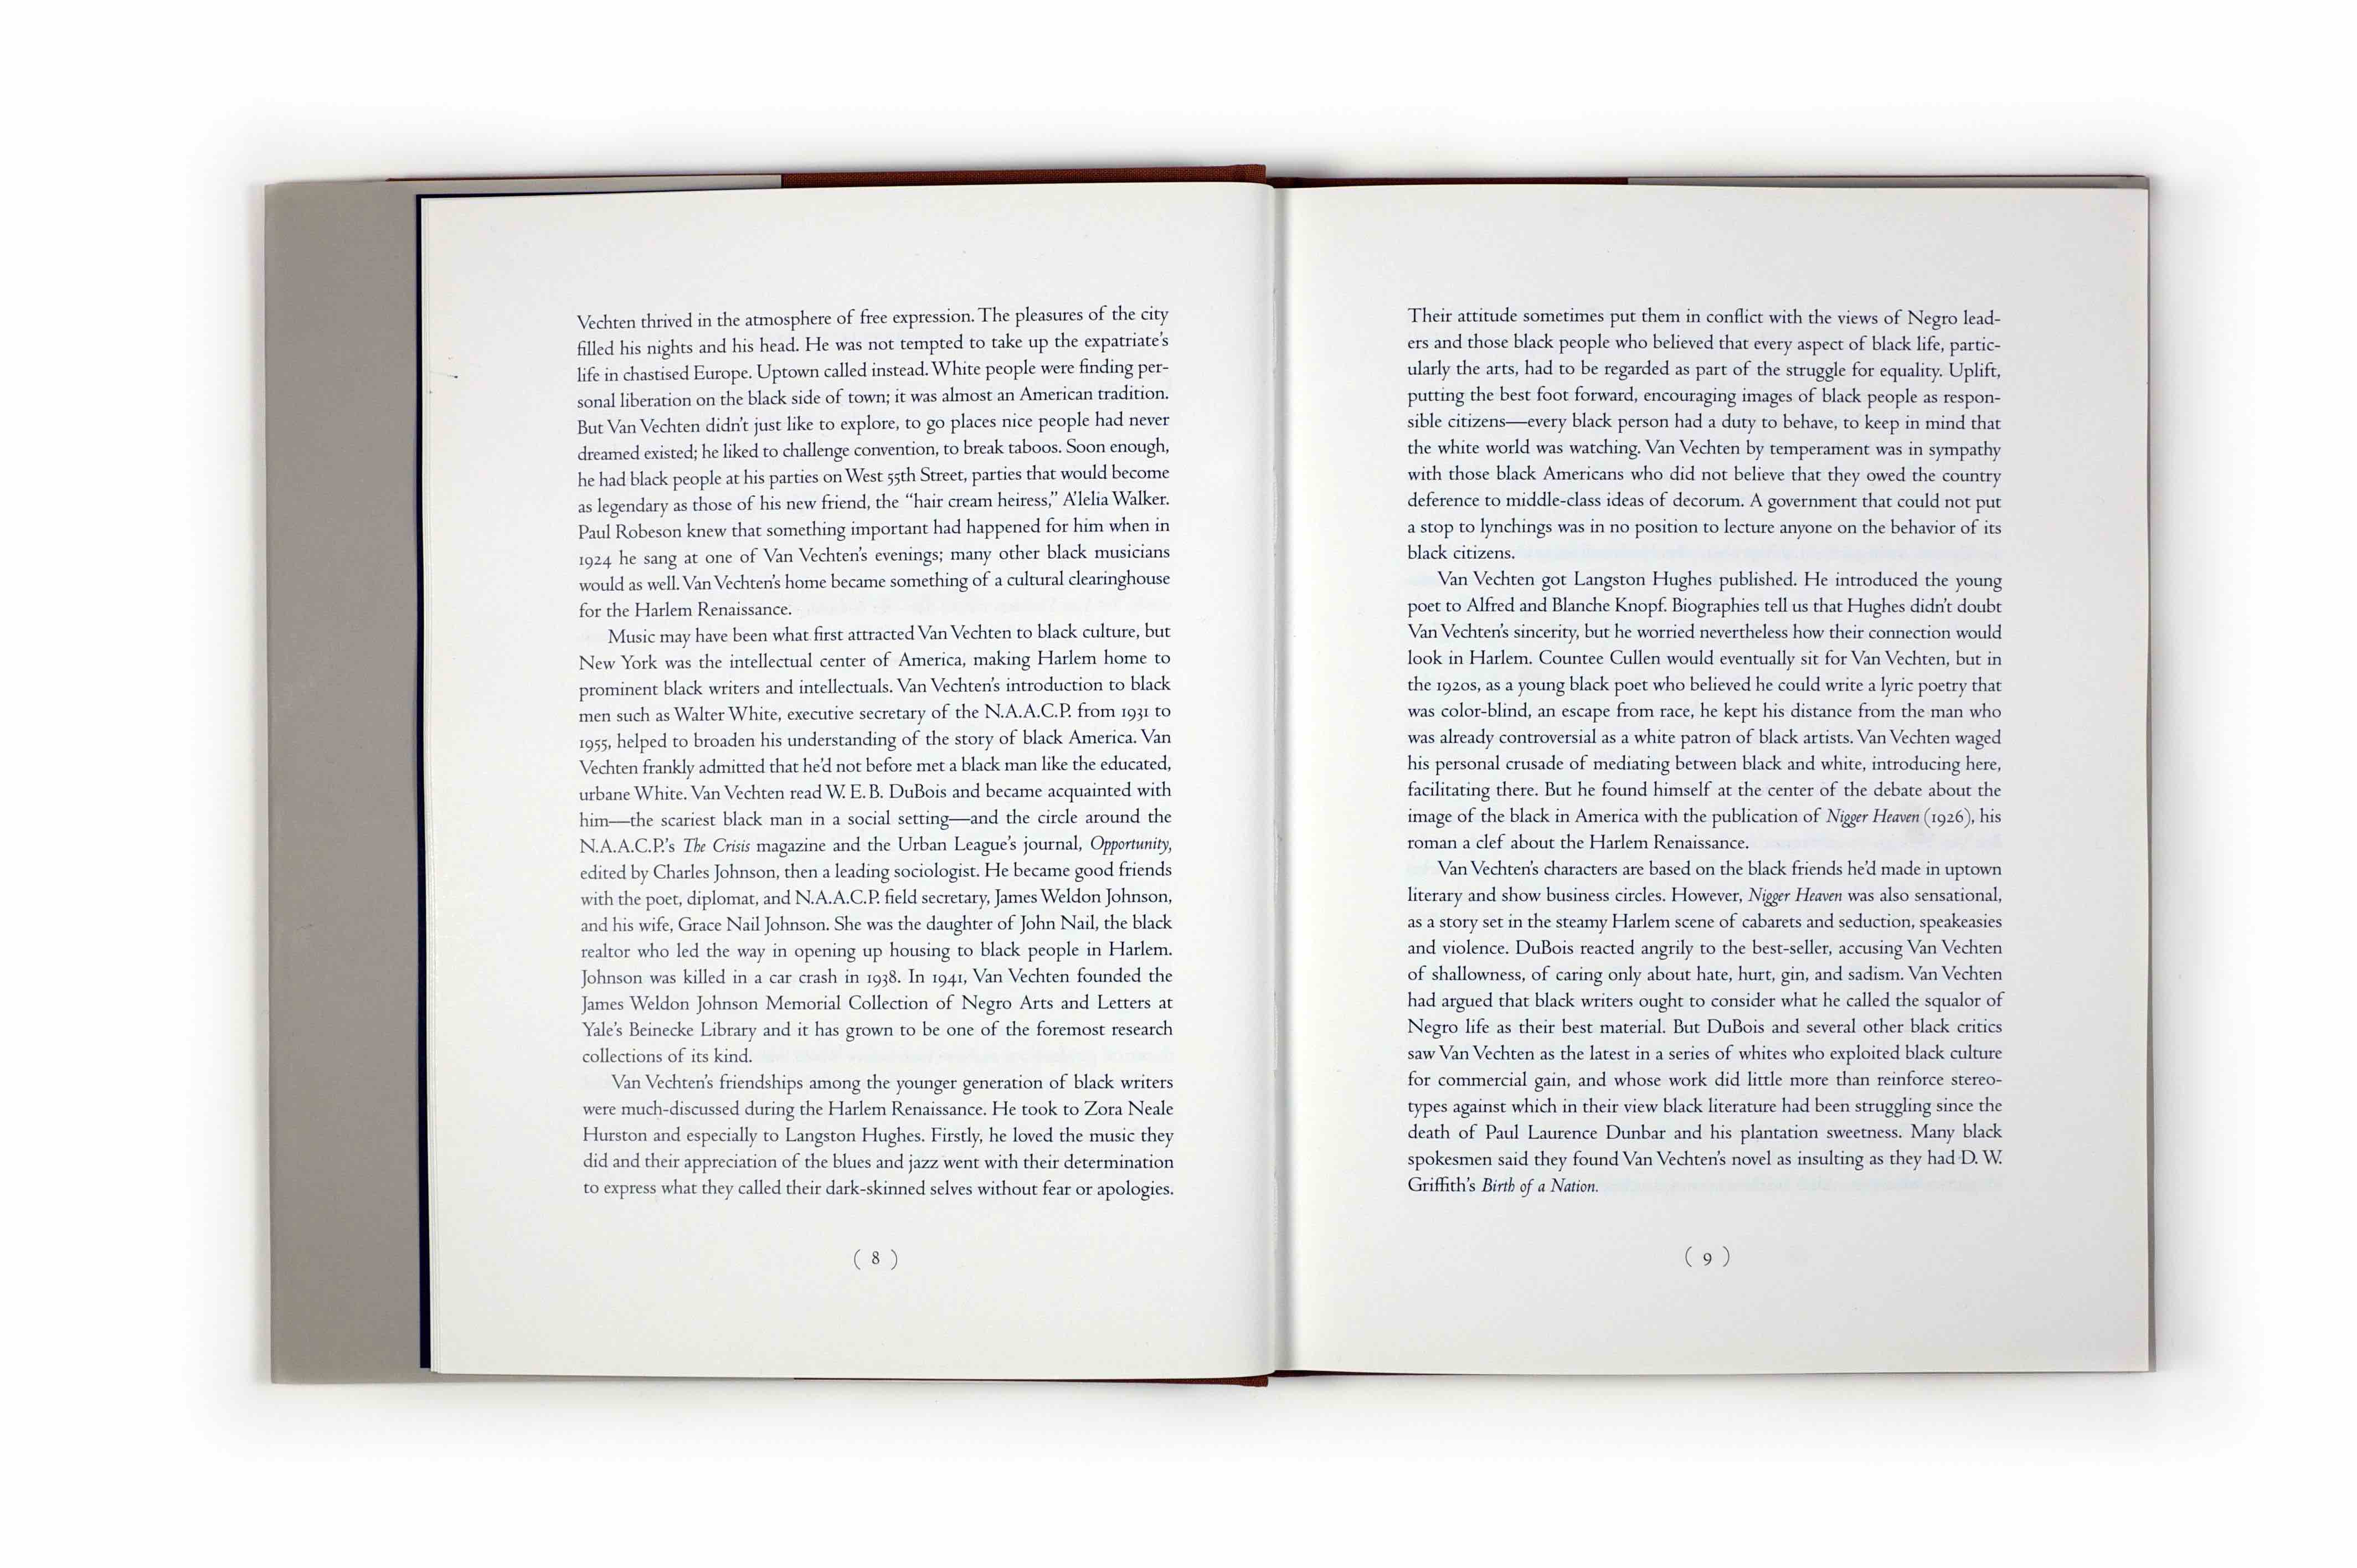 Vechten thrived in the atmosphere of free expression. The pleasures of the city
filled his nights and his head. He was not tempted to take up the expatriate's
life in chastised Europe. Uptown called instead. White people were finding per-
sonal liberation on the black side of town; it was almost an American tradition.
But Van Vechten didn't just like to explore, to go places nice people had never
dreamed existed; he liked to challenge convention, to break taboos. Soon enough,
he had black people at his parties on West 55th Street, parties that would become
as legendary as those of his new friend, the “hair cream heiress,” A'lelia Walker.
Paul Robeson knew that something important had happened for him when in
1924 he sang at one of Van Vechten's evenings; many other black musicians
would as well. Van Vechten's home became something of a cultural clearinghouse
for the Harlem Renaissance.
Music may have been what first attracted Van Vechten to black culture, but
New York was the intellectual center of America, making Harlem home to
prominent black writers and intellectuals. Van Vechten's introduction to black
men such as Walter White, executive secretary of the N.A.A.C.P. from 1931 to
1955, helped to broaden his understanding of the story of black America. Van
Vechten frankly admitted that he'd not before met a black man like the educated,
urbane White. Van Vechten read W. E. B. DuBois and became acquainted with
him—the scariest black man in a social setting—and the circle around the
N.A.A.C.P.'s The Crisis magazine and the Urban League's journal, Opportunity,
edited by Charles Johnson, then a leading sociologist. He became good friends
with the poet, diplomat, and N.A.A.C.P. field secretary, James Weldon Johnson,
and his wife, Grace Nail Johnson. She was the daughter of John Nail, the black
realtor who led the way in opening up housing to black people in Harlem.
Johnson was killed in a car crash in 1938. In 1941, Van Vechten founded the
James Weldon Johnson Memorial Collection of Negro Arts and Letters at
Yale's Beinecke Library and it has grown to be one of the foremost research
collections of its kind.
Van Vechten's friendships among the younger generation of black writers
were much-discussed during the Harlem Renaissance. He took to Zora Neale
Hurston and especially to Langston Hughes. Firstly, he loved the music they
did and their appreciation of the blues and jazz went with their determination
to express what they called their dark-skinned selves without fear or apologies.
( 8 )
Their attitude sometimes put them in conflict with the views of Negro lead-
ers and those black people who believed that every aspect of black life, partic-
ularly the arts, had to be regarded as part of the struggle for equality. Uplift,
putting the best foot forward, encouraging images of black people as respon-
sible citizens—every black person had a duty to behave, to keep in mind that
the white world was watching. Van Vechten by temperament was in sympathy
with those black Americans who did not believe that they owed the country
deference to middle-class ideas of decorum. A government that could not put
a stop to lynchings was in no position to lecture anyone on the behavior of its
black citizens.
Van Vechten got Langston Hughes published. He introduced the young
poet to Alfred and Blanche Knopf. Biographies tell us that Hughes didn't doubt
Van Vechten's sincerity, but he worried nevertheless how their connection would
look in Harlem. Countee Cullen would eventually sit for Van Vechten, but in
the 1920s, as a young black poet who believed he could write a lyric poetry that
was color-blind, an escape from race, he kept his distance from the man who
was already controversial as a white patron of black artists. Van Vechten waged
his personal crusade of mediating between black and white, introducing here,
facilitating there. But he found himself at the center of the debate about the
image of the black in America with the publication of Nigger Heaven (1926), his
roman a clef about the Harlem Renaissance.
Van Vechten's characters are based on the black friends he'd made in uptown
literary and show business circles. However, Nigger Heaven was also sensational,
as a story set in the steamy Harlem scene of cabarets and seduction, speakeasies
and violence. DuBois reacted angrily to the best-seller, accusing Van Vechten
of shallowness, of caring only about hate, hurt, gin, and sadism. Van Vechten
had argued that black writers ought to consider what he called the squalor of
Negro life as their best material. But DuBois and several other black critics
saw Van Vechten as the latest in a series of whites who exploited black culture
for commercial gain, and whose work did little more than reinforce stereo-
types against which in their view black literature had been struggling since the
death of Paul Laurence Dunbar and his plantation sweetness. Many black
spokesmen said they found Van Vechten's novel as insulting as they had D. W.
Griffith's Birth of a Nation.
( 9 )